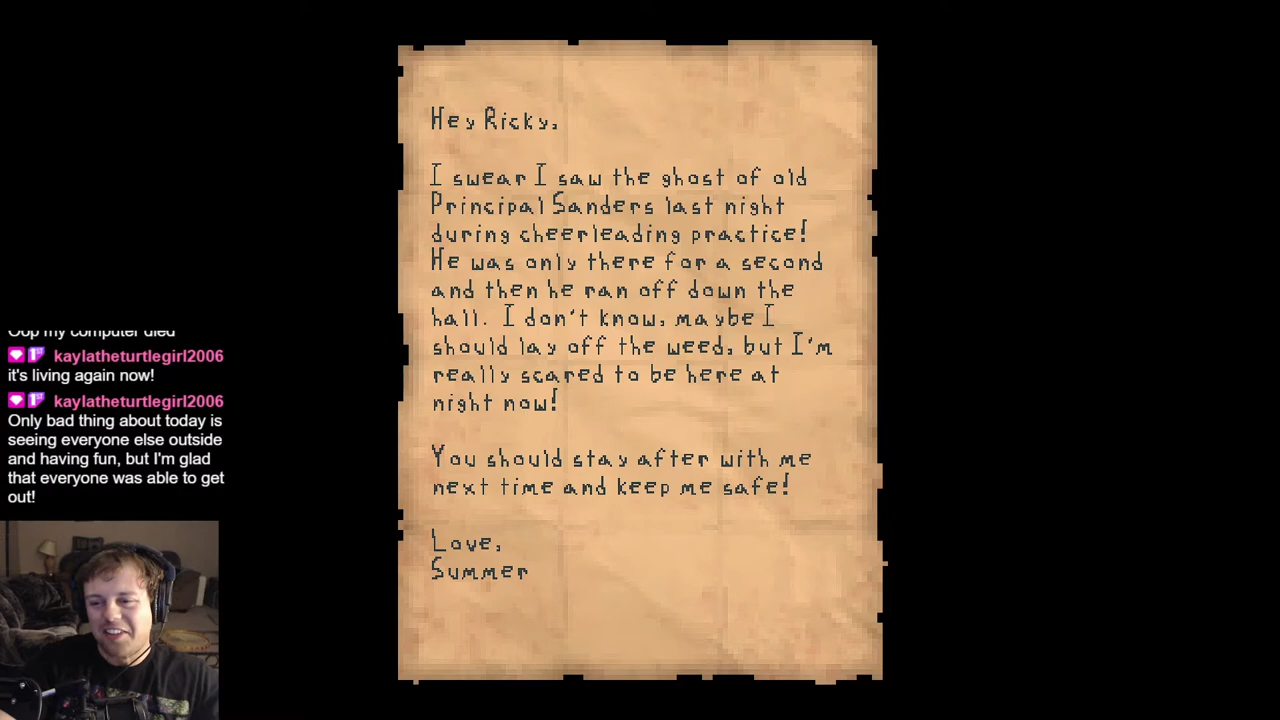 Oop my computer died
kaylatheturtlegirl2006
it's living again now!
kaylatheturtlegirl2006
Only bad thing about today is
seeing everyone else outside
and having fun, but I'm glad
that everyone was able to get
out!
Hey Ricky,
I swear I saw the ghost of old
Principal Sanders last night
during cheerleading practice!
He was only there for a second
and then he ran off down the
hall. I don't know, maybe I
should lay off the weed, but I'm
really scared to be here at
night now!
You should stay after with me
next time and keep me safe!
Love,
Summer